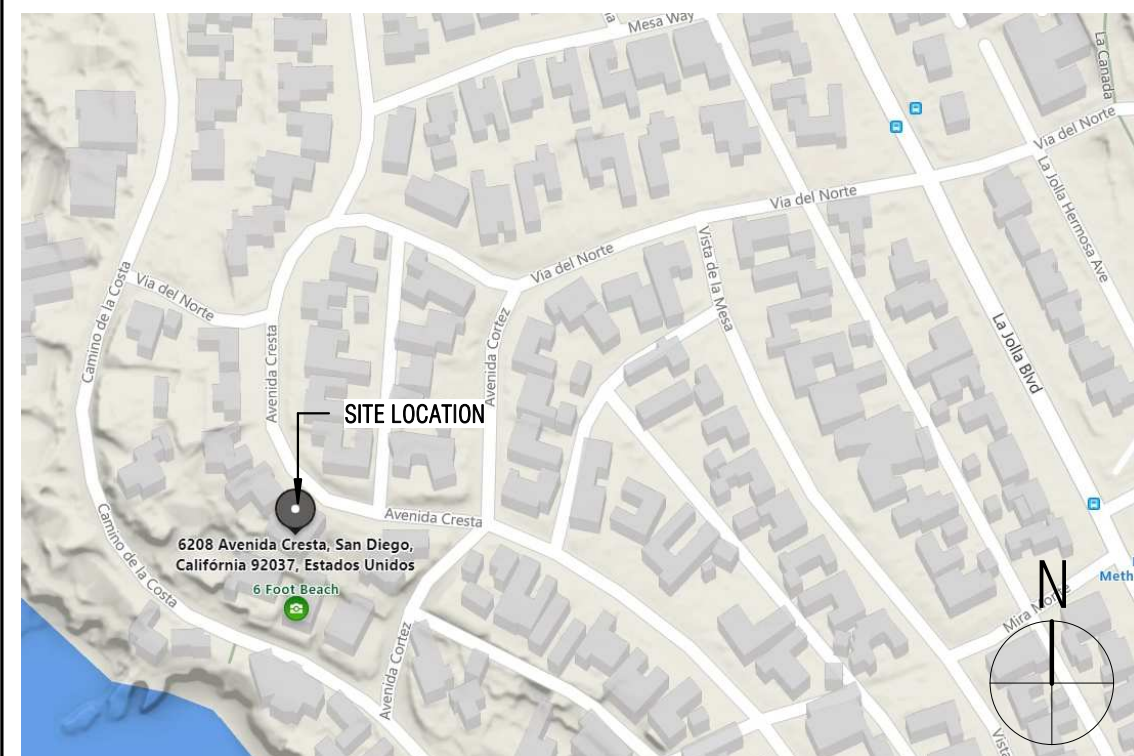 Mesa Way
La Canada
Via del Norte
La Jolla Hermosa Ave
Via del Norte
Vista de la Mesa
Via del Norte
Camino de la Costa
Via del Norte
Avenida Cresta
Avenida Cortez
La Jolla Blvd
SITE LOCATION
Avenida Cresta
6208 Avenida Cresta, San Diego,
Califórnia 92037, Estados Unidos
6 Foot Beach
Camino de la Costa
Avenida Cortez
N
Meth
Mira
Vist